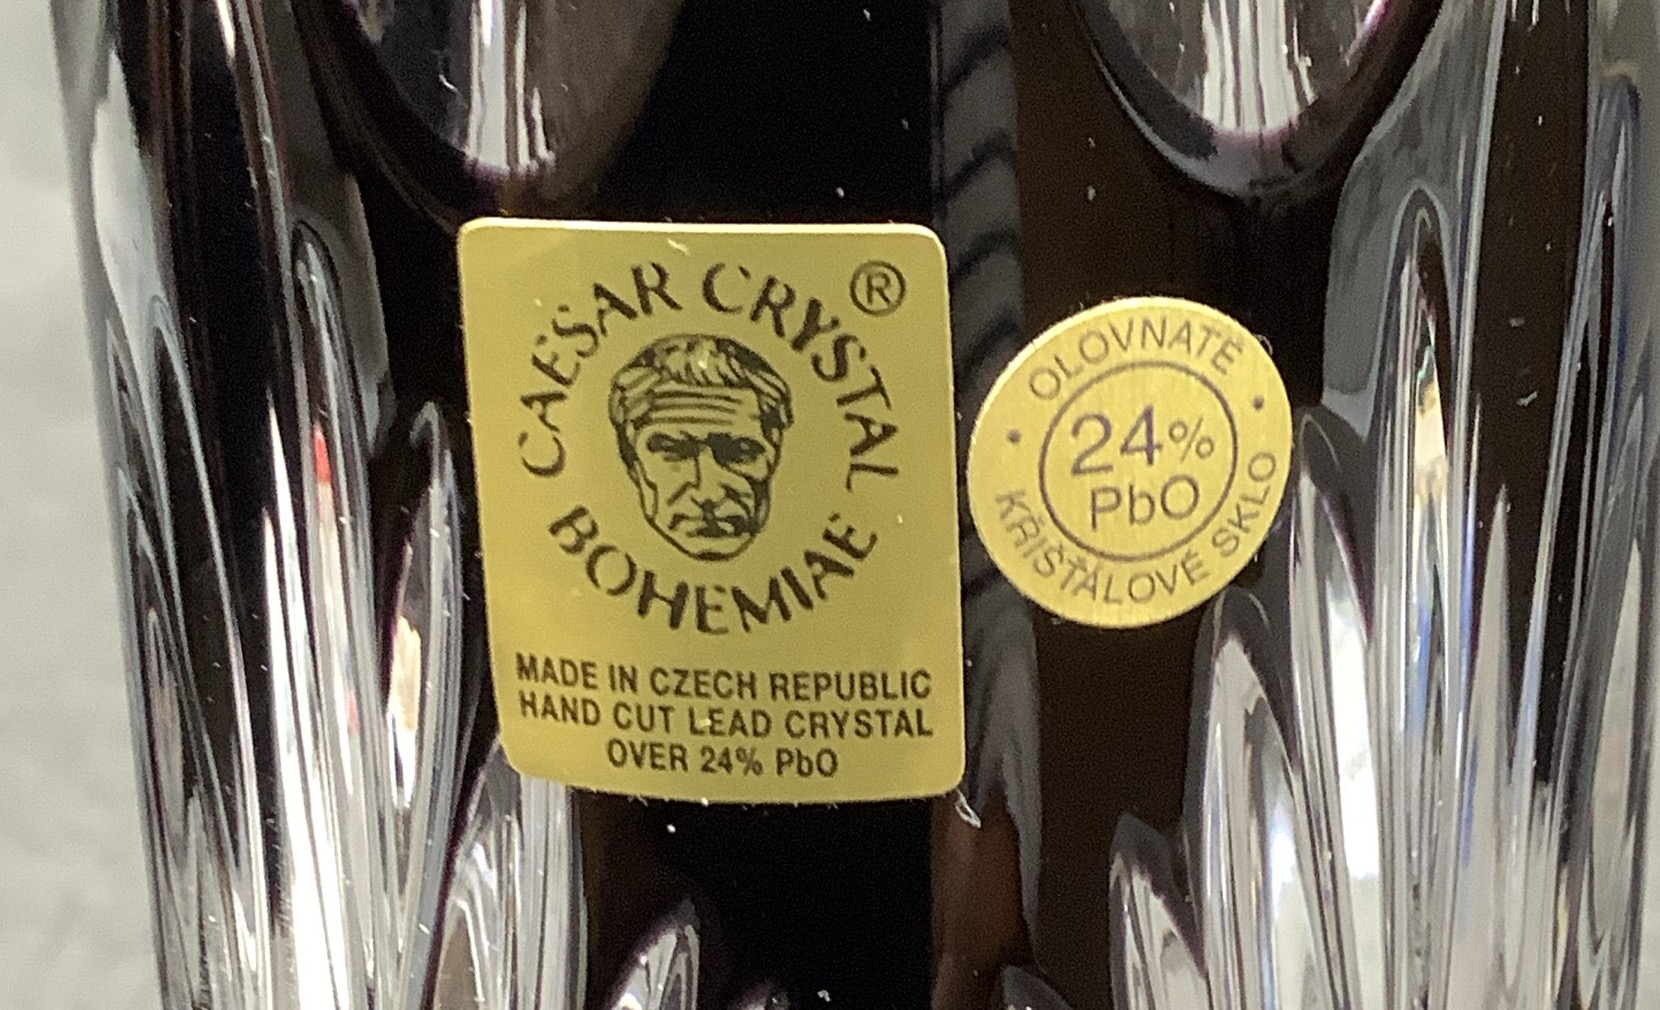 CAESAR CRYSTAL ®
BOHEMIAE
MADE IN CZECH REPUBLIC
HAND CUT LEAD CRYSTAL
OVER 24% PbO
OLOVNATÉ
24%
PbO
KŘIŠŤÁLOVÉ SKLO